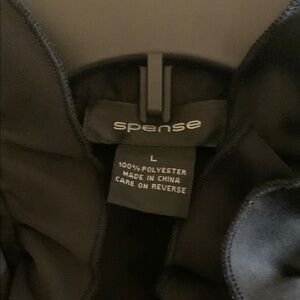 spense
L
100% POLYESTER
MADE IN CHINA
CARE ON REVERSE